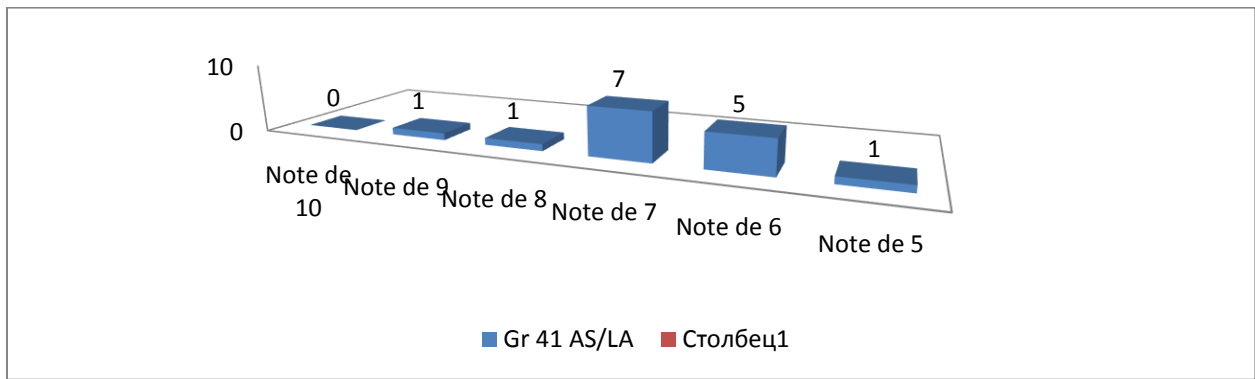 10
0
0
1
1
7
5
1
Note de
10
Note de 9
Note de 8
Note de 7
Note de 6
Note de 5
Gr 41 AS/LA
Столбец1